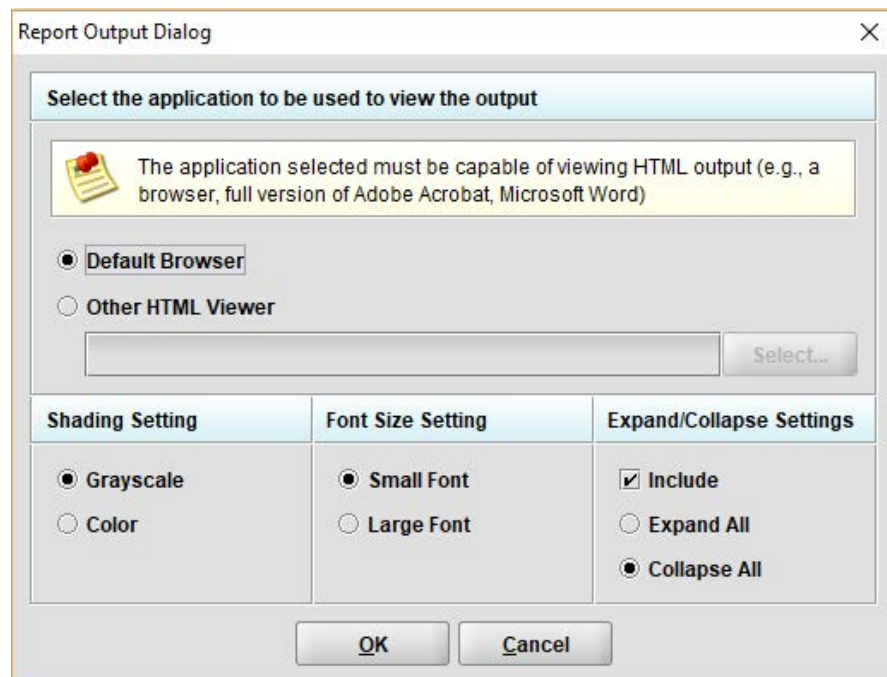 Report Output Dialog
Select the application to be used to view the output
The application selected must be capable of viewing HTML output (e.g., a
browser, full version of Adobe Acrobat, Microsoft Word)
Default Browser
Other HTML Viewer
Select...
Shading Setting
Font Size Setting
Expand/Collapse Settings
Grayscale
Small Font
Include
Color
Large Font
Expand All
Collapse All
OK
Cancel